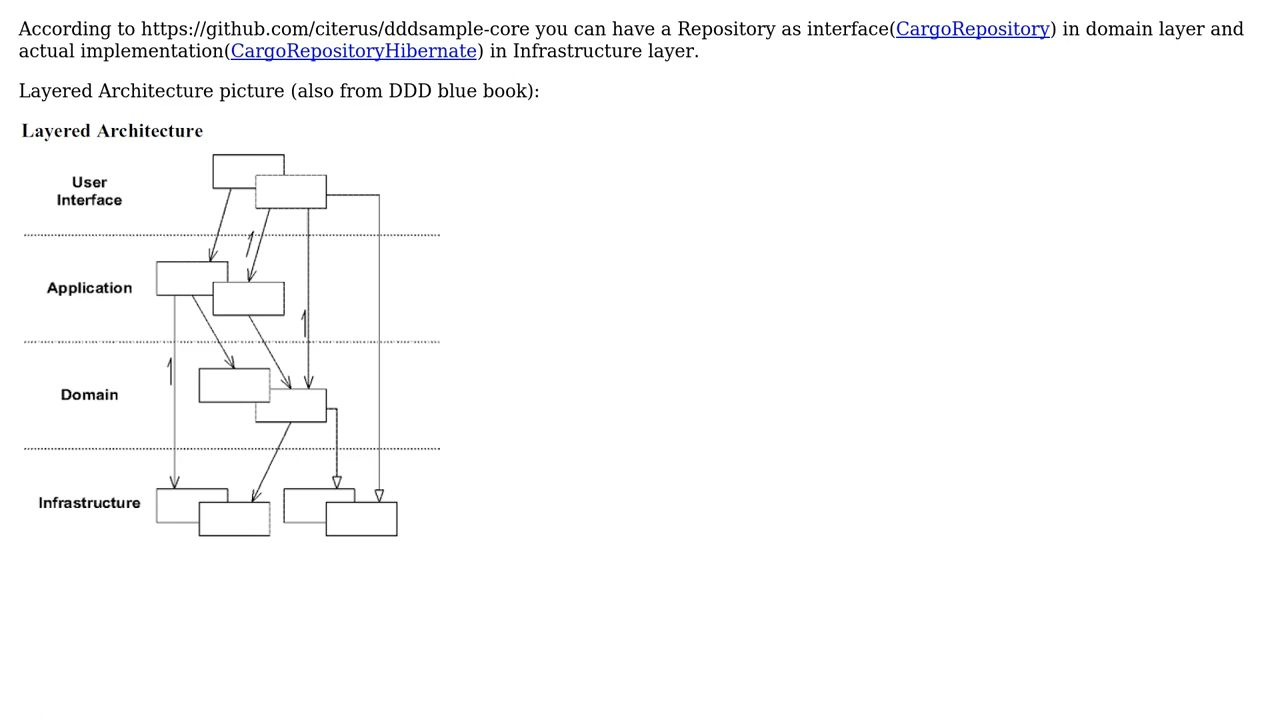 According to https://github.com/citerus/dddsample-core you can have a Repository as interface(CargoRepository) in domain layer and
actual implementation(CargoRepositoryHibernate) in Infrastructure layer.
Layered Architecture picture (also from DDD blue book):
Layered Architecture
User
Interface
Application
Domain
Infrastructure